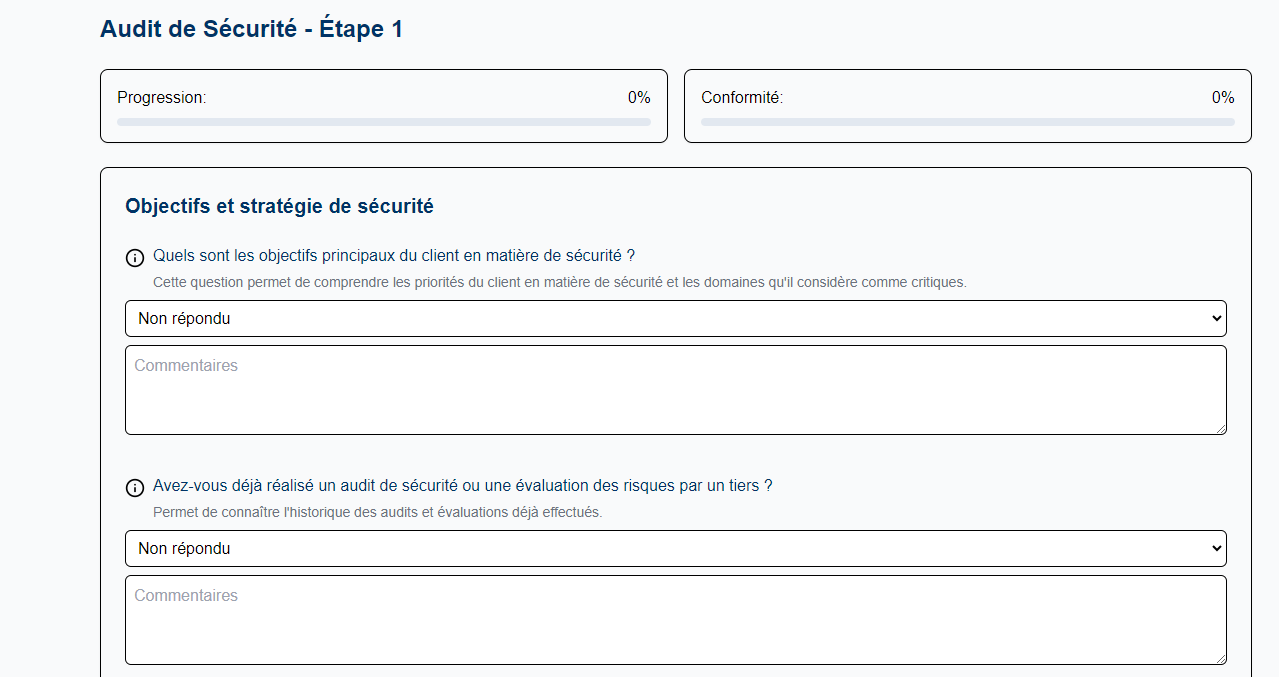 Audit de Sécurité - Étape 1
Progression: 0%
Conformité: 0%
Objectifs et stratégie de sécurité
Quels sont les objectifs principaux du client en matière de sécurité ?
Cette question permet de comprendre les priorités du client en matière de sécurité et les domaines qu'il considère comme critiques.
Non répondu
Commentaires
Avez-vous déjà réalisé un audit de sécurité ou une évaluation des risques par un tiers ?
Permet de connaître l'historique des audits et évaluations déjà effectués.
Non répondu
Commentaires